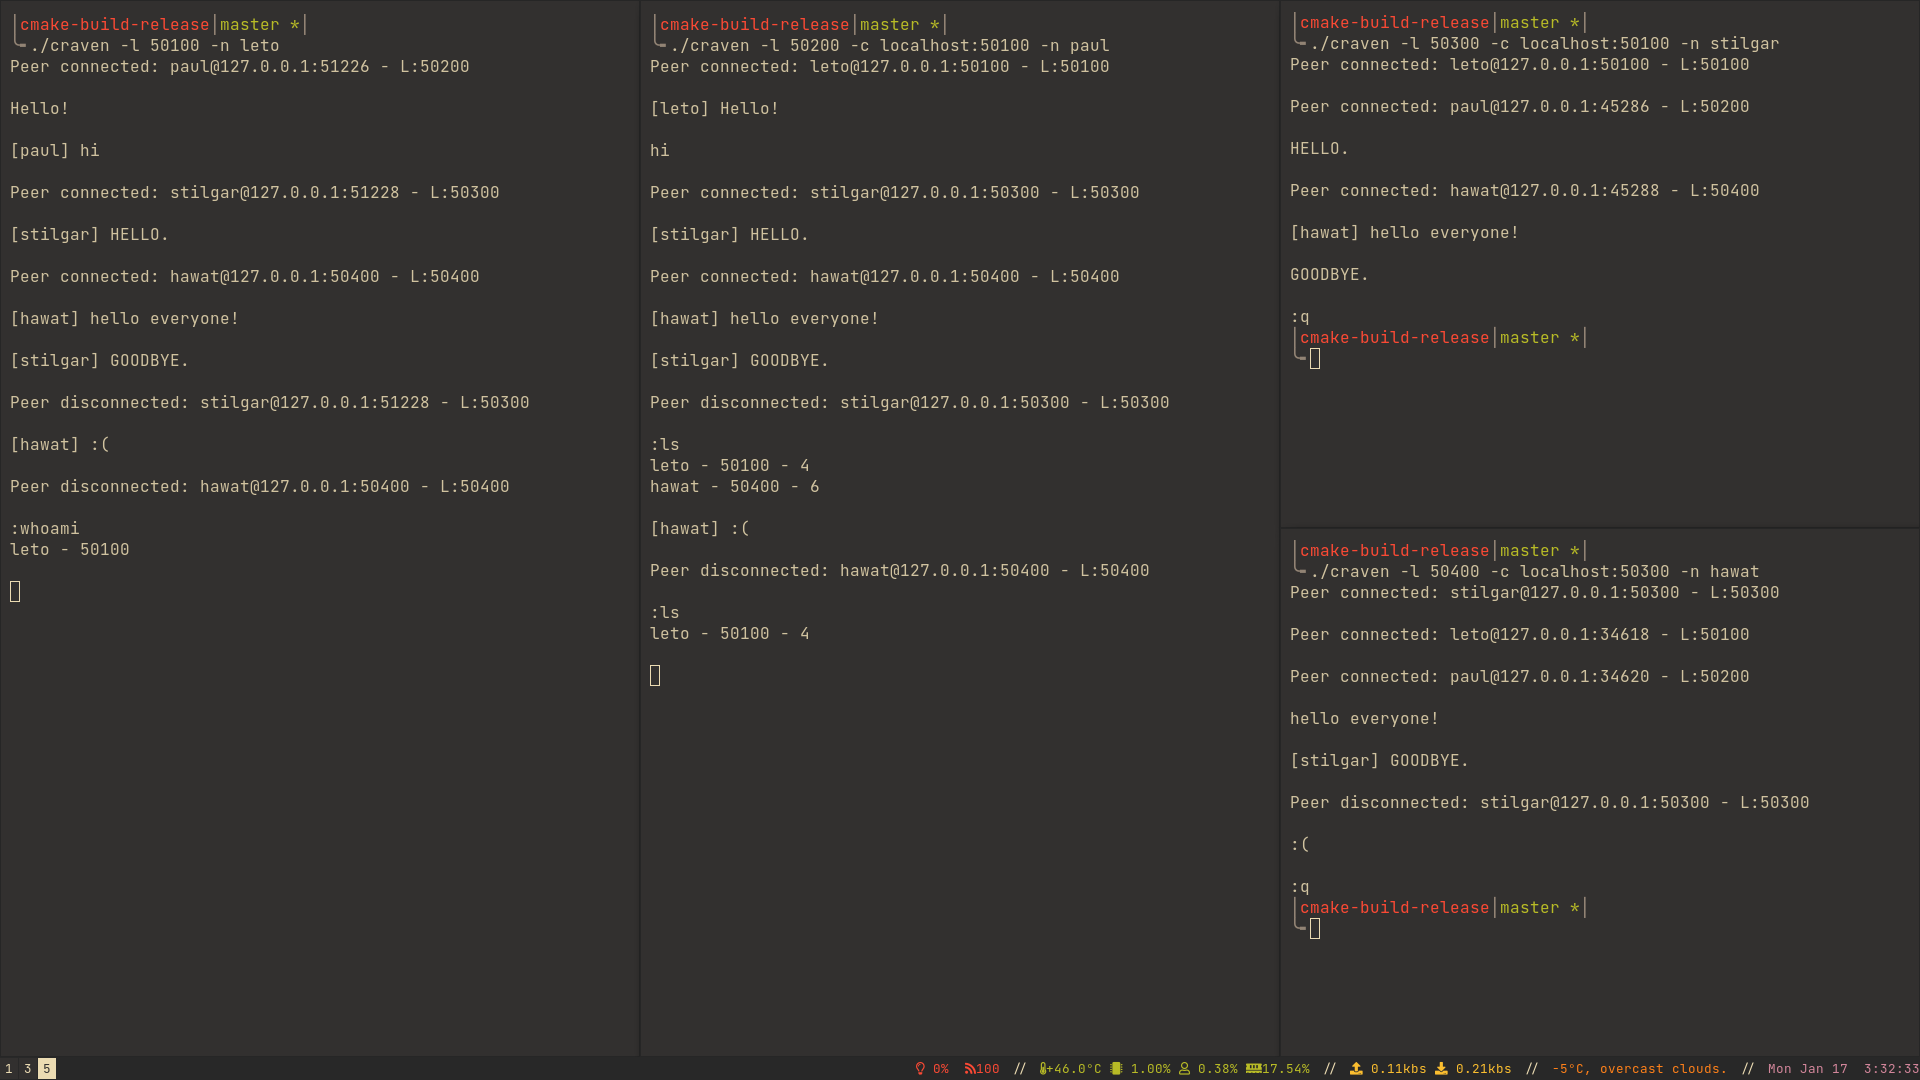 cmake-build-release|master *|
./craven -l 50100 -n leto
Peer connected: paul@127.0.0.1:51226 - L:50200
Hello!
[paul] hi
Peer connected: stilgar@127.0.0.1:51228 - L:50300
[stilgar] HELLO.
Peer connected: hawat@127.0.0.1:50400 - L:50400
[hawat] hello everyone!
[stilgar] GOODBYE.
Peer disconnected: stilgar@127.0.0.1:51228 - L:50300
[hawat] :(
Peer disconnected: hawat@127.0.0.1:50400 - L:50400
:whoami
leto - 50100
cmake-build-release|master *|
./craven -l 50200 -c localhost:50100 -n paul
Peer connected: leto@127.0.0.1:50100 - L:50100
[leto] Hello!
hi
Peer connected: stilgar@127.0.0.1:50300 - L:50300
[stilgar] HELLO.
Peer connected: hawat@127.0.0.1:50400 - L:50400
[hawat] hello everyone!
[stilgar] GOODBYE.
Peer disconnected: stilgar@127.0.0.1:50300 - L:50300
:ls
leto - 50100 - 4
hawat - 50400 - 6
[hawat] :(
Peer disconnected: hawat@127.0.0.1:50400 - L:50400
:ls
leto - 50100 - 4
cmake-build-release|master *|
./craven -l 50300 -c localhost:50100 -n stilgar
Peer connected: leto@127.0.0.1:50100 - L:50100
Peer connected: paul@127.0.0.1:45286 - L:50200
HELLO.
Peer connected: hawat@127.0.0.1:45288 - L:50400
[hawat] hello everyone!
GOODBYE.
:q
cmake-build-release|master *|
cmake-build-release|master *|
./craven -l 50400 -c localhost:50300 -n hawat
Peer connected: stilgar@127.0.0.1:50300 - L:50300
Peer connected: leto@127.0.0.1:34618 - L:50100
Peer connected: paul@127.0.0.1:34620 - L:50200
hello everyone!
[stilgar] GOODBYE.
Peer disconnected: stilgar@127.0.0.1:50300 - L:50300
:(
:q
cmake-build-release|master *|
1 3 5 0% 100 // +46.0°C 1.00% 0.38% 17.54% // 0.11kbs 0.21kbs // -5°C, overcast clouds. // Mon Jan 17 3:32:33